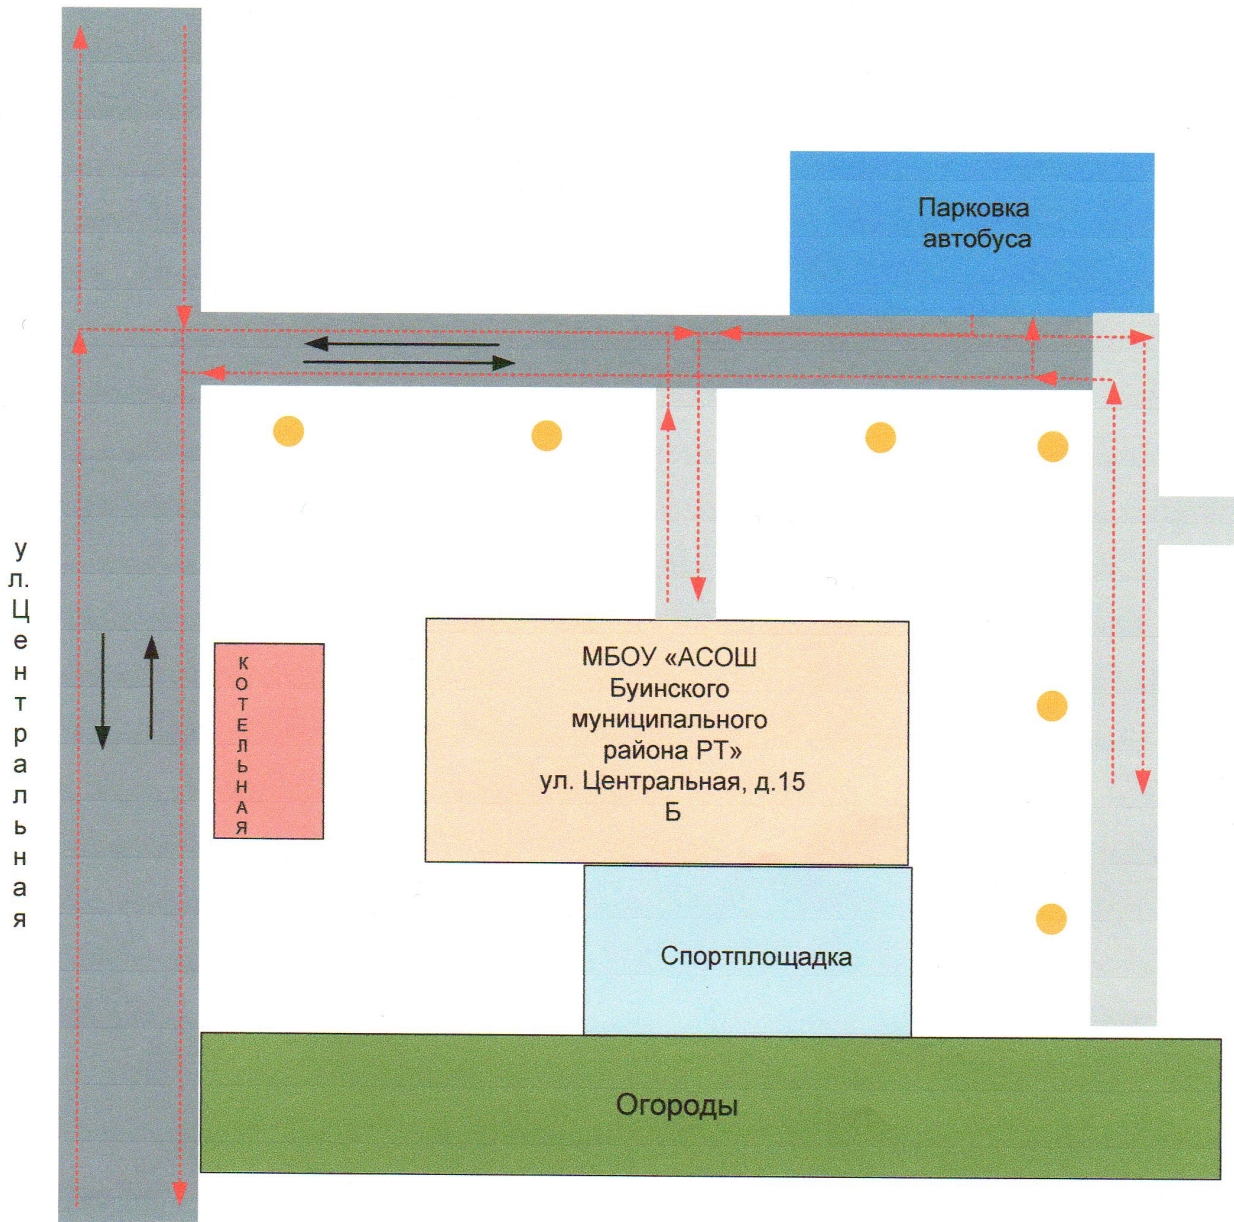 Парковка
автобуса
у
л.
Ц
е
н
т
р
а
л
ь
н
а
я
К
О
Т
Е
Л
Ь
Н
А
Я
МБОУ «АСОШ
Буинского
муниципального
района РТ»
ул. Центральная, д.15
Б
Спортплощадка
Огороды